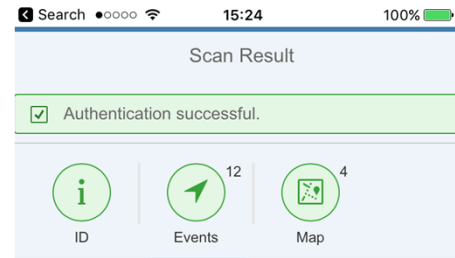 Search 15:24 100%
Scan Result
Authentication successful.
12 4
i
ID Events Map